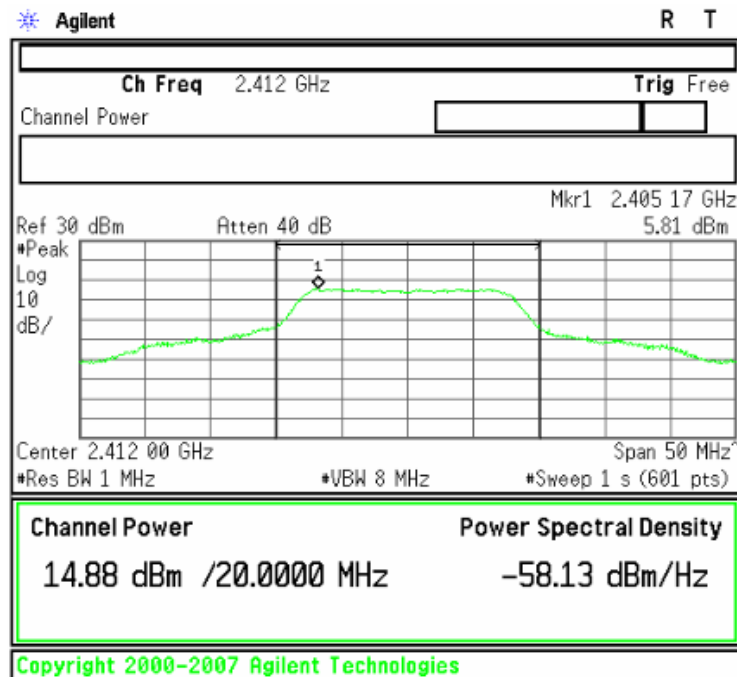 Agilent R T
Ch Freq 2.412 GHz Trig Free
Channel Power
Mkr1 2.405 17 GHz
Ref 30 dBm Atten 40 dB 5.81 dBm
#Peak
Log
10
dB/
1
Center 2.412 00 GHz Span 50 MHz^
#Res BW 1 MHz #VBW 8 MHz #Sweep 1 s (601 pts)
Channel Power Power Spectral Density
14.88 dBm /20.0000 MHz -58.13 dBm/Hz
Copyright 2000-2007 Agilent Technologies